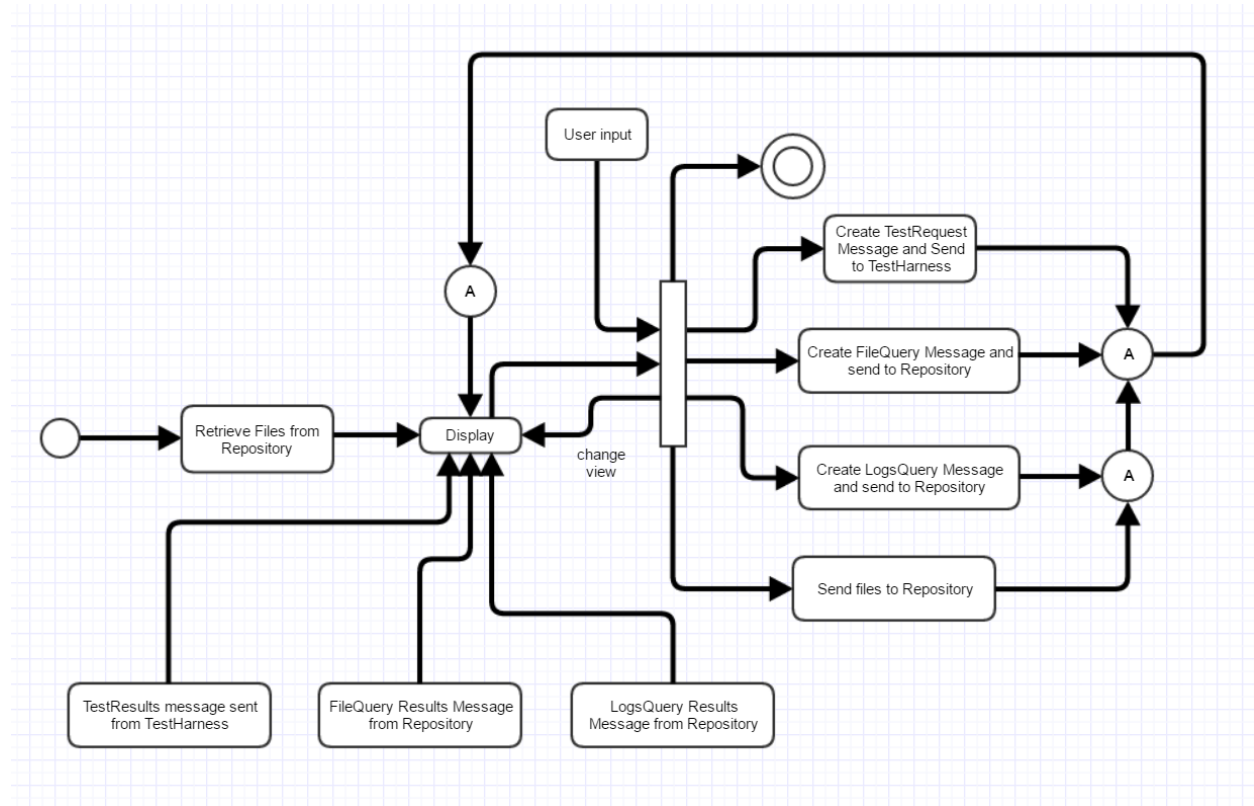 User input
Create TestRequest
Message and Send
to TestHarness
A
Create FileQuery Message and
send to Repository
A
Retrieve Files from
Repository
Display
change
view
Create LogsQuery Message
and send to Repository
A
Send files to Repository
TestResults message sent
from TestHarness
FileQuery Results Message
from Repository
LogsQuery Results
Message from Repository